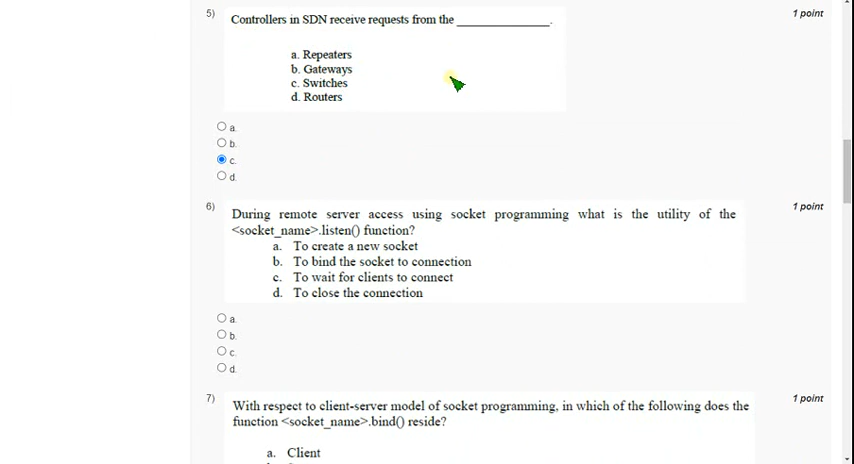 5)
Controllers in SDN receive requests from the _______________.
1 point
a. Repeaters
b. Gateways
c. Switches
d. Routers
a.
b.
c.
d.
6)
During remote server access using socket programming what is the utility of the
<socket_name>.listen() function?
1 point
a. To create a new socket
b. To bind the socket to connection
c. To wait for clients to connect
d. To close the connection
a.
b.
c.
d.
7)
With respect to client-server model of socket programming, in which of the following does the
function <socket_name>.bind() reside?
1 point
a. Client